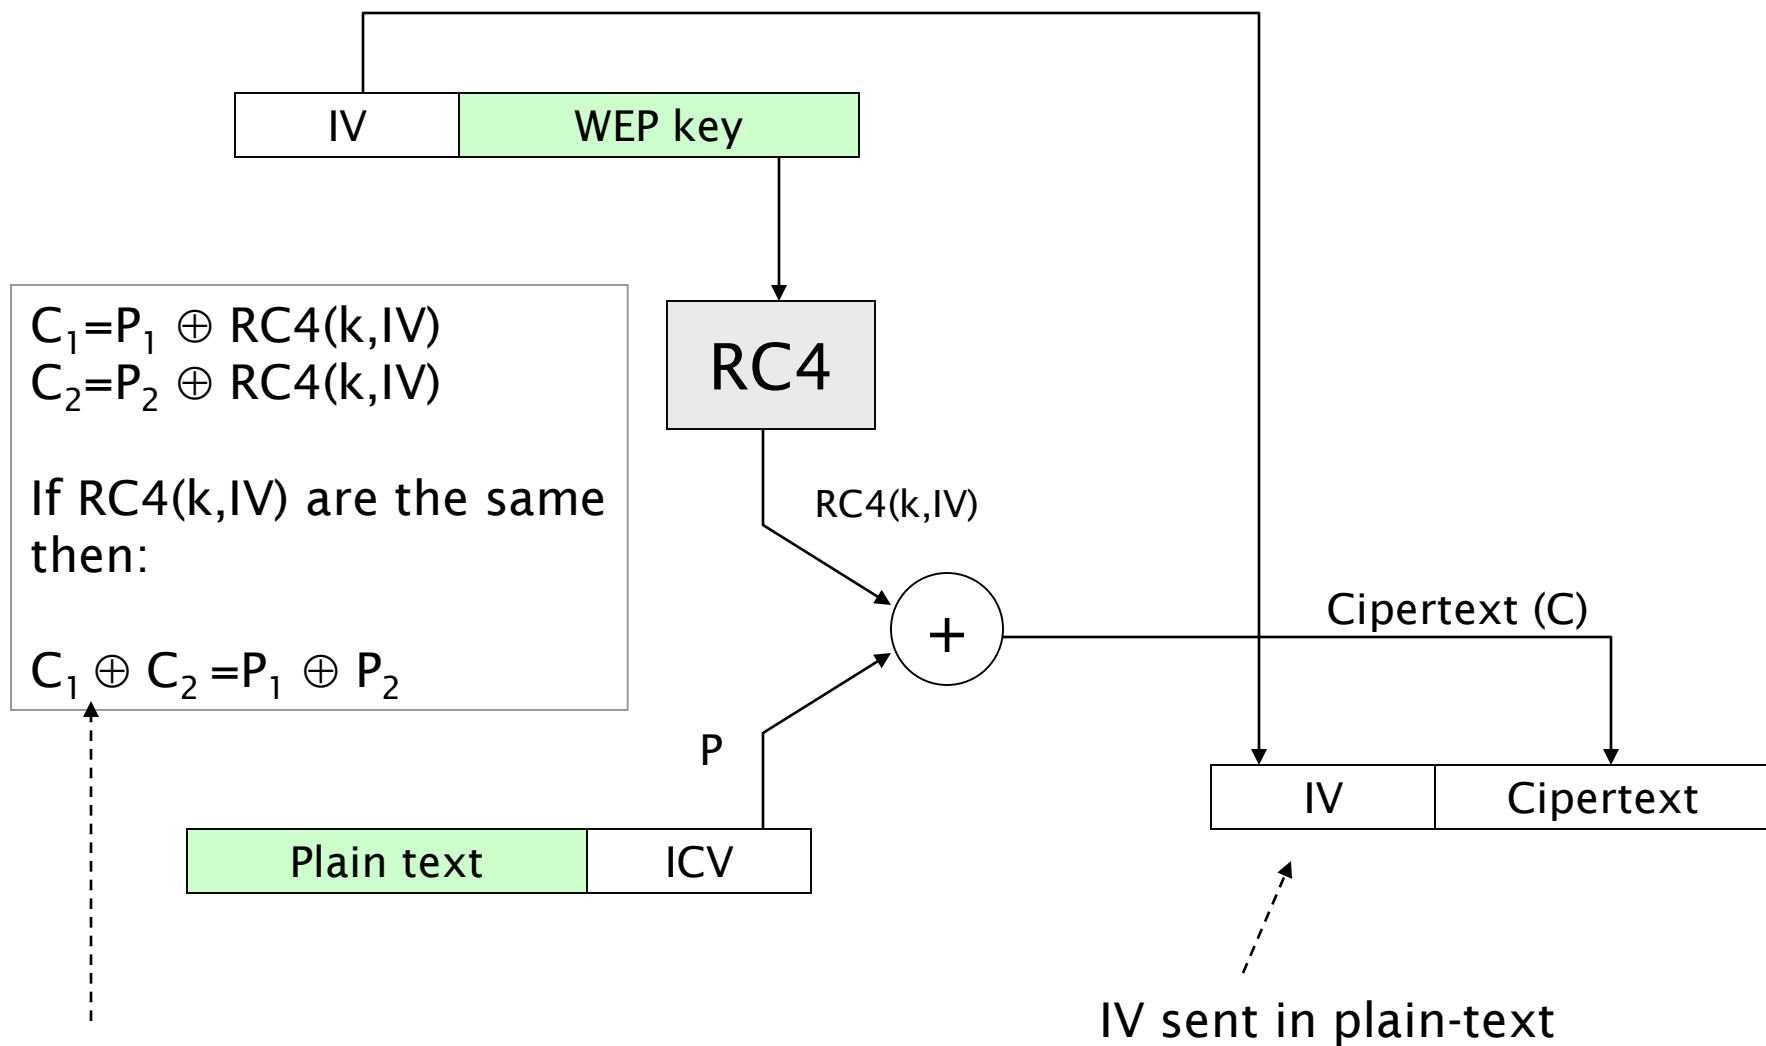 IV
WEP key
C₁=P₁ ⊕ RC4(k,IV)
C₂=P₂ ⊕ RC4(k,IV)
If RC4(k,IV) are the same
then:
C₁ ⊕ C₂ =P₁ ⊕ P₂
RC4
RC4(k,IV)
+
Cipertext (C)
P
IV
Cipertext
Plain text
ICV
IV sent in plain-text